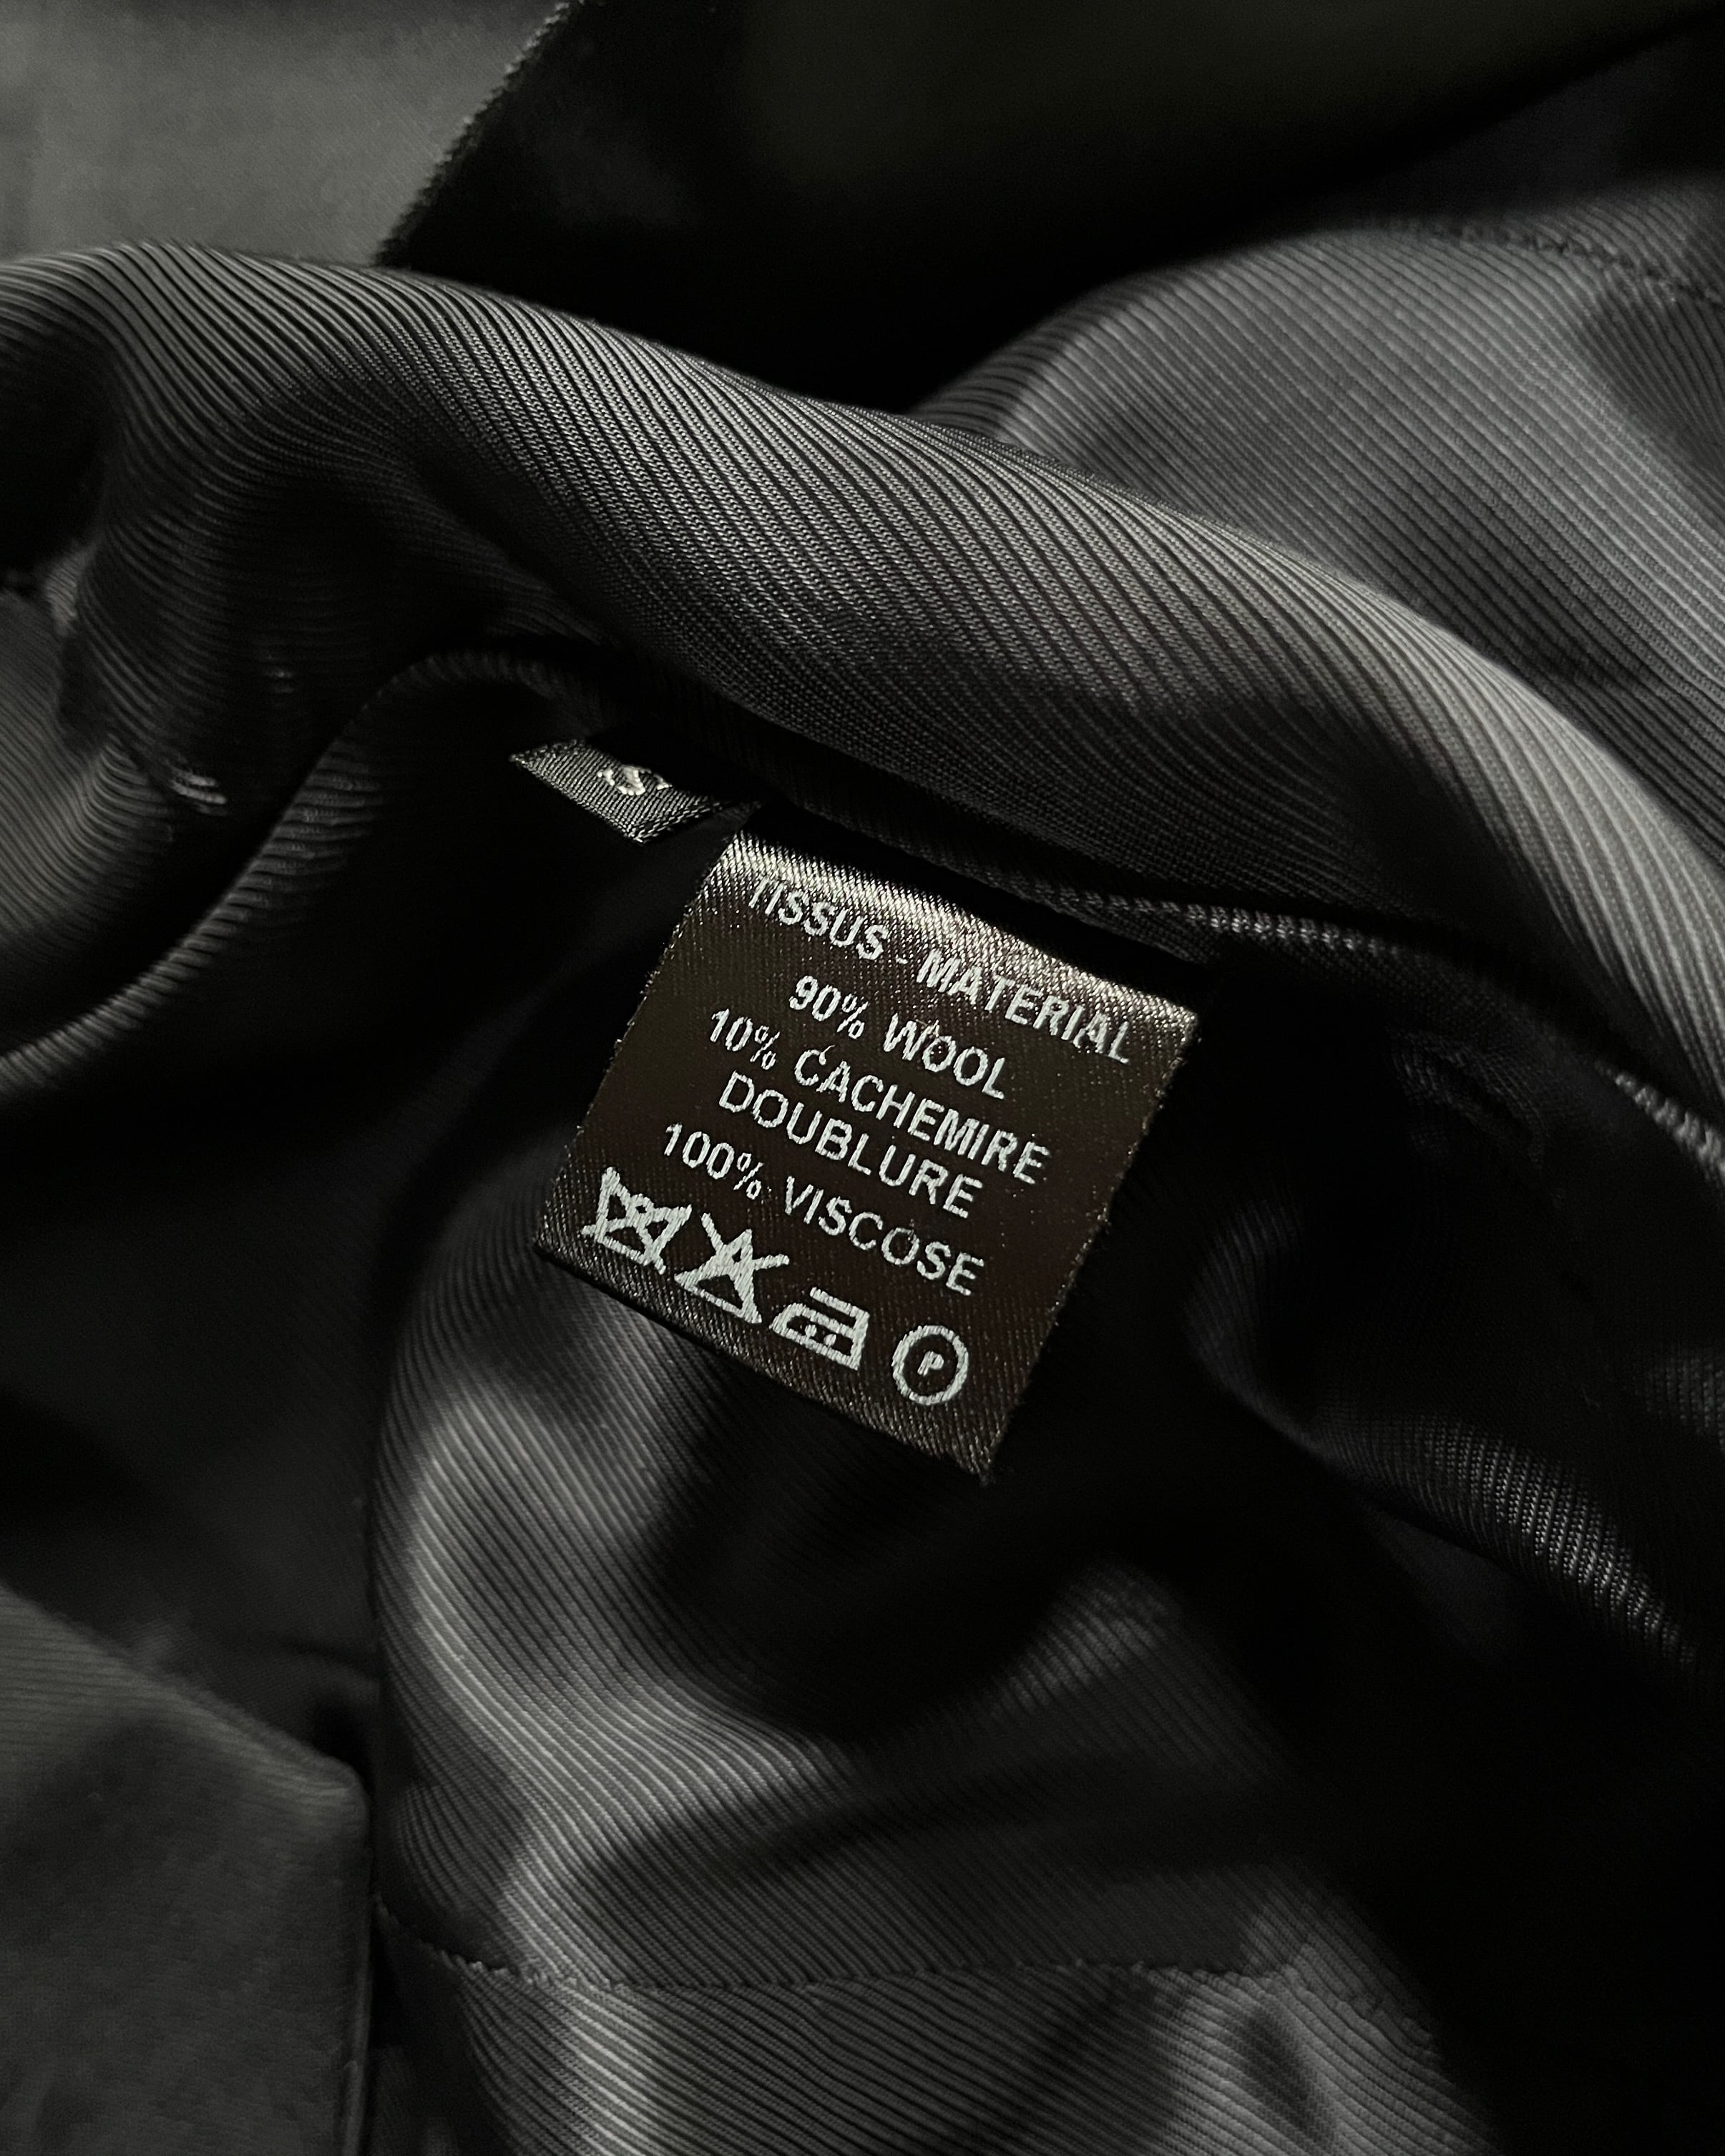 TISSUS - MATERIAL
90% WOOL
10% CACHEMIRE
DOUBLURE
100% VISCOSE
P